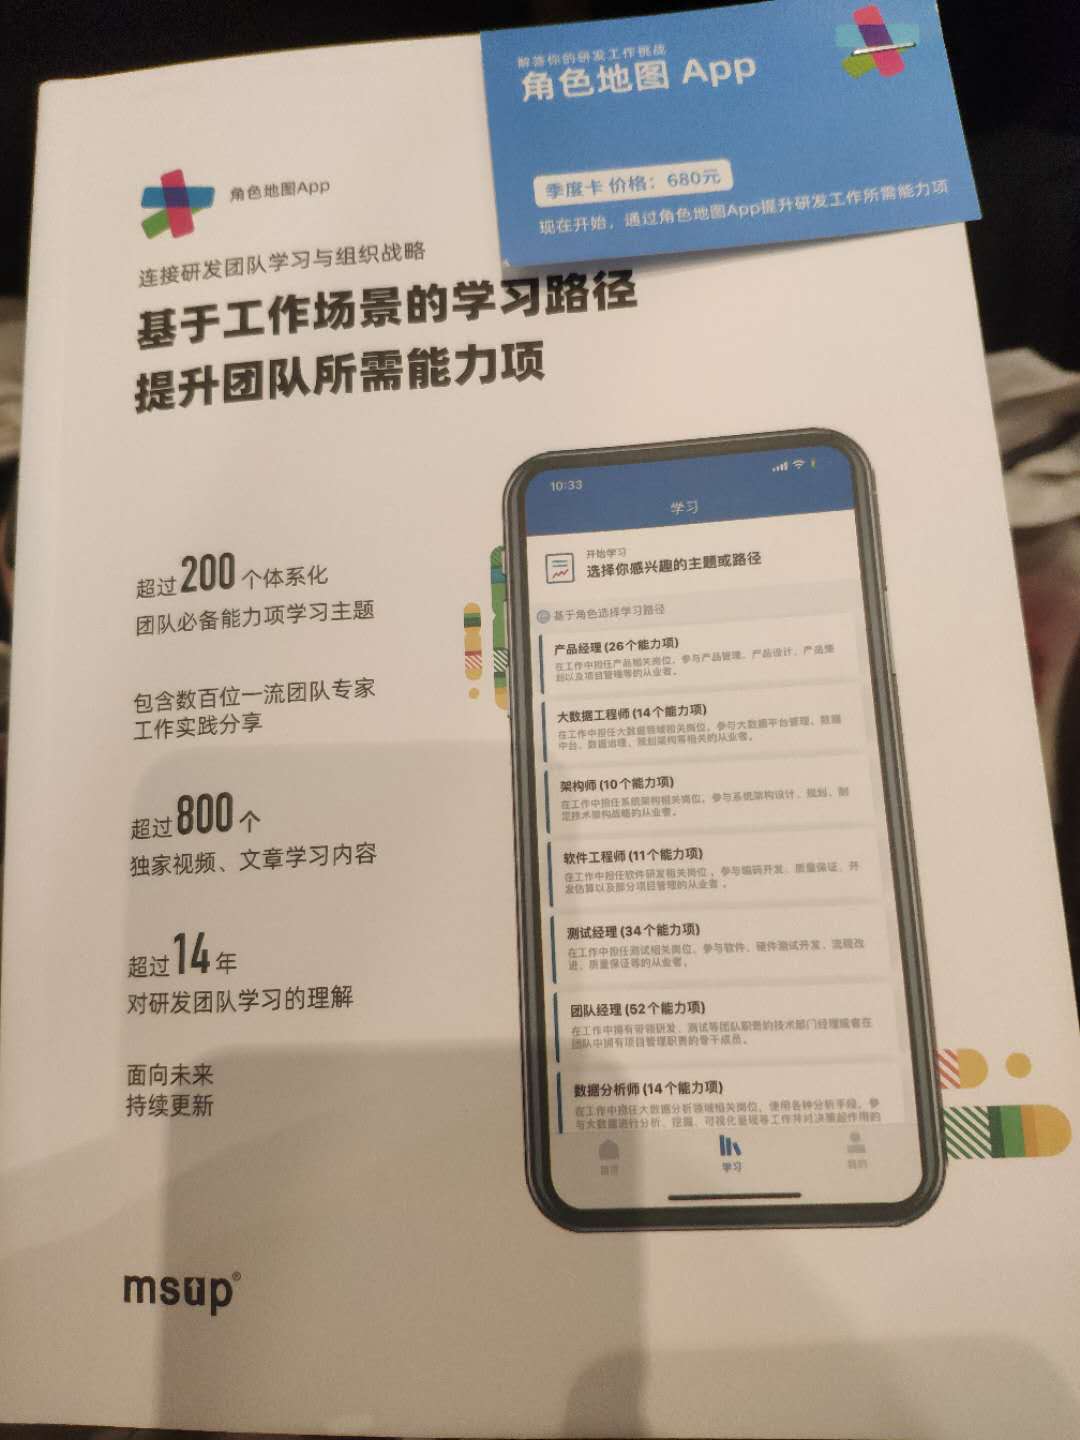 解答你的研发工作挑战
角色地图 App
季度卡 价格：680元
现在开始，通过角色地图App提升研发工作所需能力项
角色地图App
连接研发团队学习与组织战略
基于工作场景的学习路径
提升团队所需能力项
超过200个体系化
团队必备能力项学习主题
包含数百位一流团队专家
工作实践分享
超过800个
独家视频、文章学习内容
超过14年
对研发团队学习的理解
面向未来
持续更新
msup®
10:33
学习
开始学习
选择你感兴趣的主题或路径
基于角色选择学习路径
产品经理(26个能力项)
在工作中担任产品相关岗位，参与产品管理、产品设计、产品策
划以及项目管理等的从业者。
大数据工程师(14个能力项)
在工作中担任大数据领域相关岗位，参与大数据平台管理、数据
中台、数据治理、规划架构等相关的从业者。
架构师(10个能力项)
在工作中担任系统架构相关岗位，参与系统架构设计、规划、制
定技术架构战略的从业者。
软件工程师(11个能力项)
在工作中担任软件研发相关岗位，参与编码开发、质量保证、开
发估算以及部分项目管理的从业者。
测试经理(34个能力项)
在工作中担任测试相关岗位，参与软件、硬件测试开发、流程改
进、质量保证等的从业者。
团队经理(52个能力项)
在工作中拥有带领研发、测试等团队职责的技术部门经理或者在
团队中拥有项目管理职责的骨干成员。
数据分析师(14个能力项)
在工作中担任大数据分析领域相关岗位，使用各种分析手段，参
与大数据进行分析、挖掘、可视化呈现等工作并对决策起作用的
首页
学习
我的